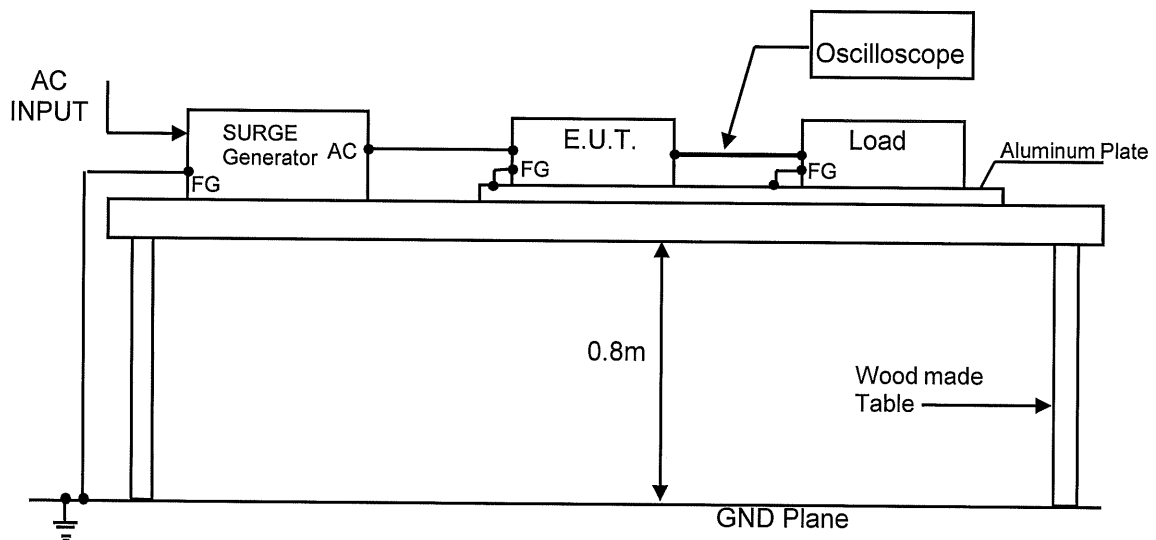 Oscilloscope
AC
INPUT
SURGE
Generator
AC
FG
E.U.T.
FG
Load
FG
Aluminum Plate
0.8m
Wood made
Table
GND Plane